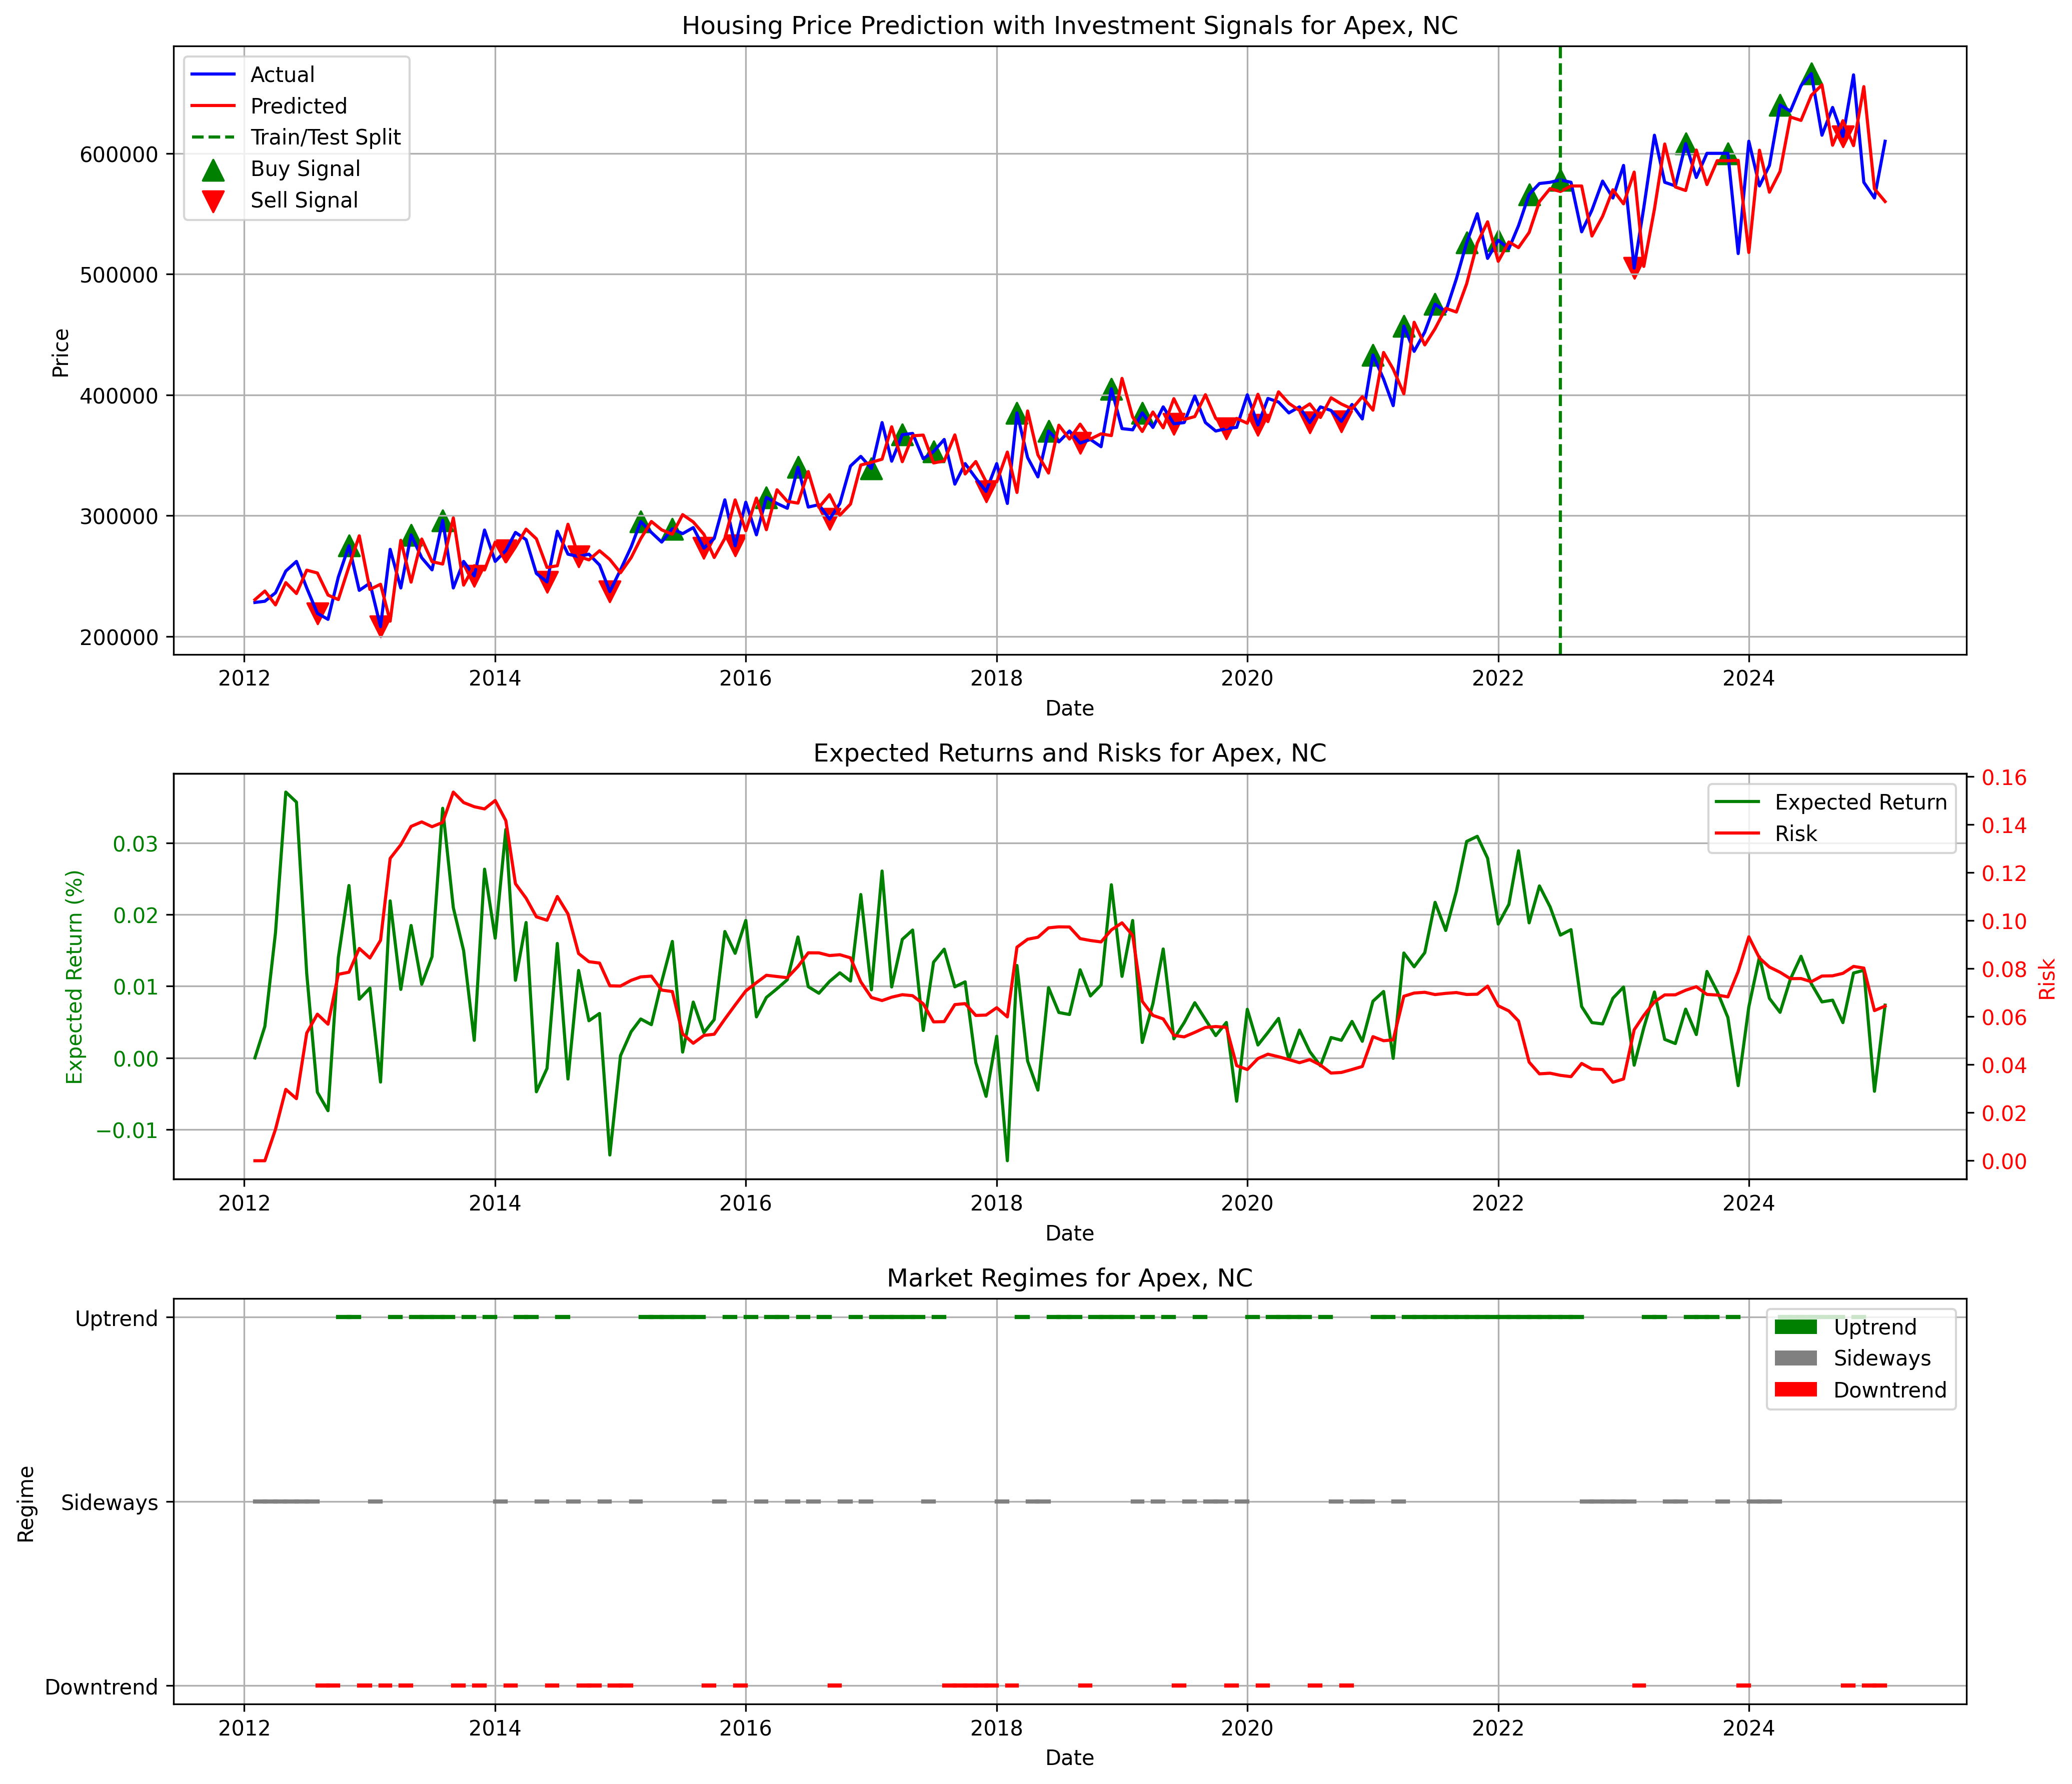 Housing Price Prediction with Investment Signals for Apex, NC
Actual
Predicted
Train/Test Split
Buy Signal
Sell Signal
Price
600000
500000
400000
300000
200000
2012 2014 2016 2018 2020 2022 2024
Date
Expected Returns and Risks for Apex, NC
Expected Return
Risk
Expected Return (%)
0.03
0.02
0.01
0.00
−0.01
0.16
0.14
0.12
0.10
0.08
0.06
0.04
0.02
0.00
Risk
2012 2014 2016 2018 2020 2022 2024
Date
Market Regimes for Apex, NC
Uptrend
Sideways
Downtrend
Regime
Uptrend
Sideways
Downtrend
2012 2014 2016 2018 2020 2022 2024
Date